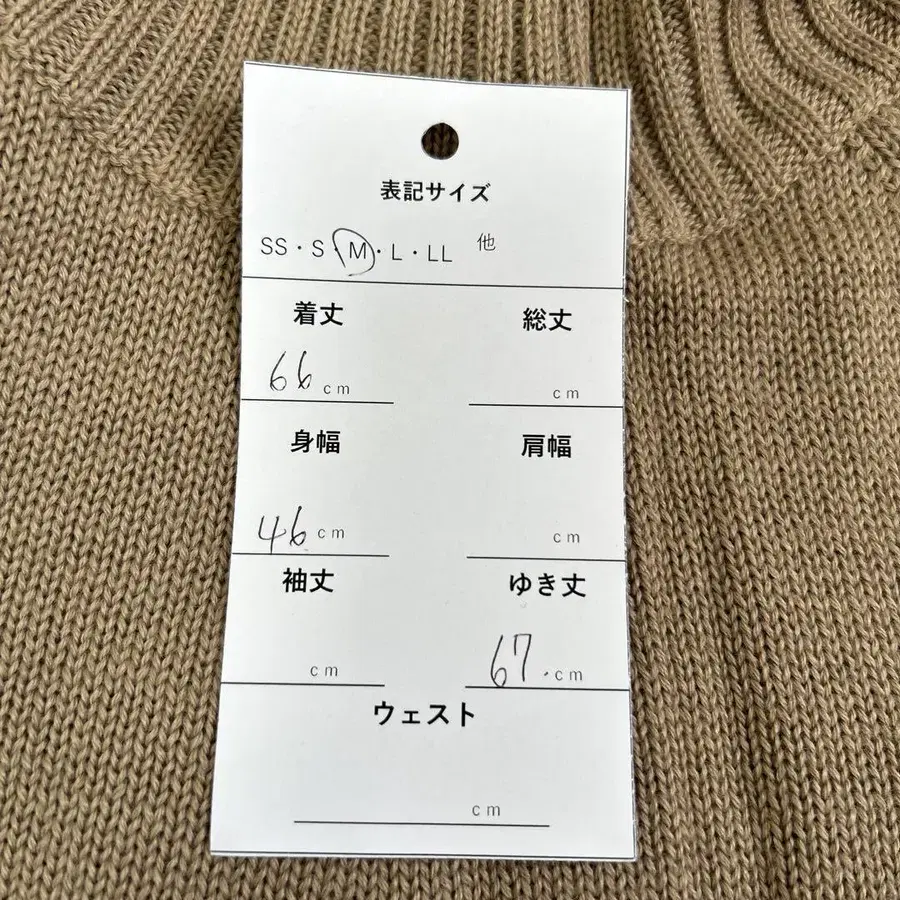 表記サイズ
SS・S・M・L・LL 他
着丈 総丈
66 cm cm
身幅 肩幅
46 cm cm
袖丈 ゆき丈
cm 67.cm
ウェスト
cm